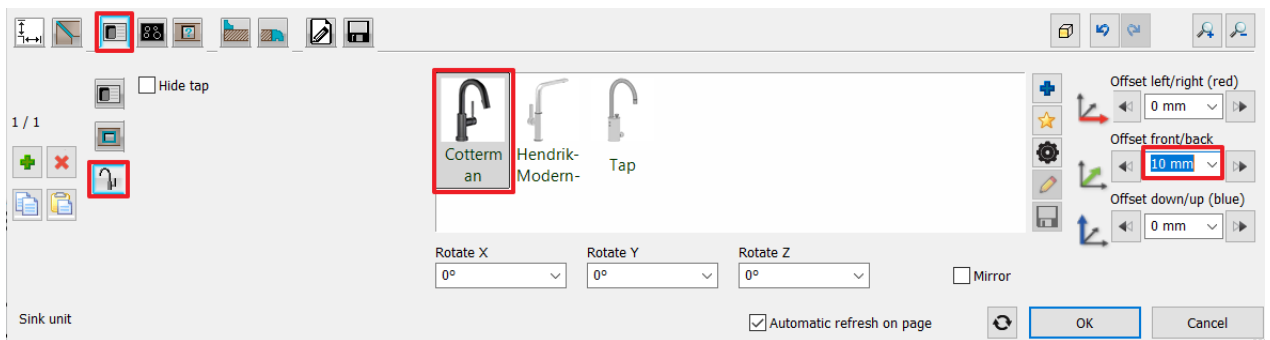 Hide tap
1 / 1
Cotterm
an
Hendrik-
Modern-
Tap
Offset left/right (red)
0 mm
Offset front/back
10 mm
Offset down/up (blue)
0 mm
Rotate X
0°
Rotate Y
0°
Rotate Z
0°
Mirror
Sink unit
Automatic refresh on page
OK
Cancel